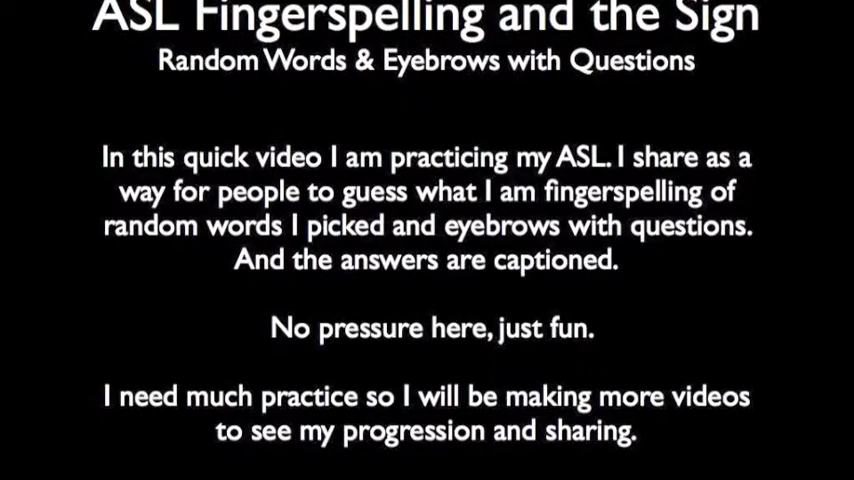 ASL Fingerspelling and the Sign
Random Words & Eyebrows with Questions
In this quick video I am practicing my ASL. I share as a
way for people to guess what I am fingerspelling of
random words I picked and eyebrows with questions.
And the answers are captioned.
No pressure here, just fun.
I need much practice so I will be making more videos
to see my progression and sharing.